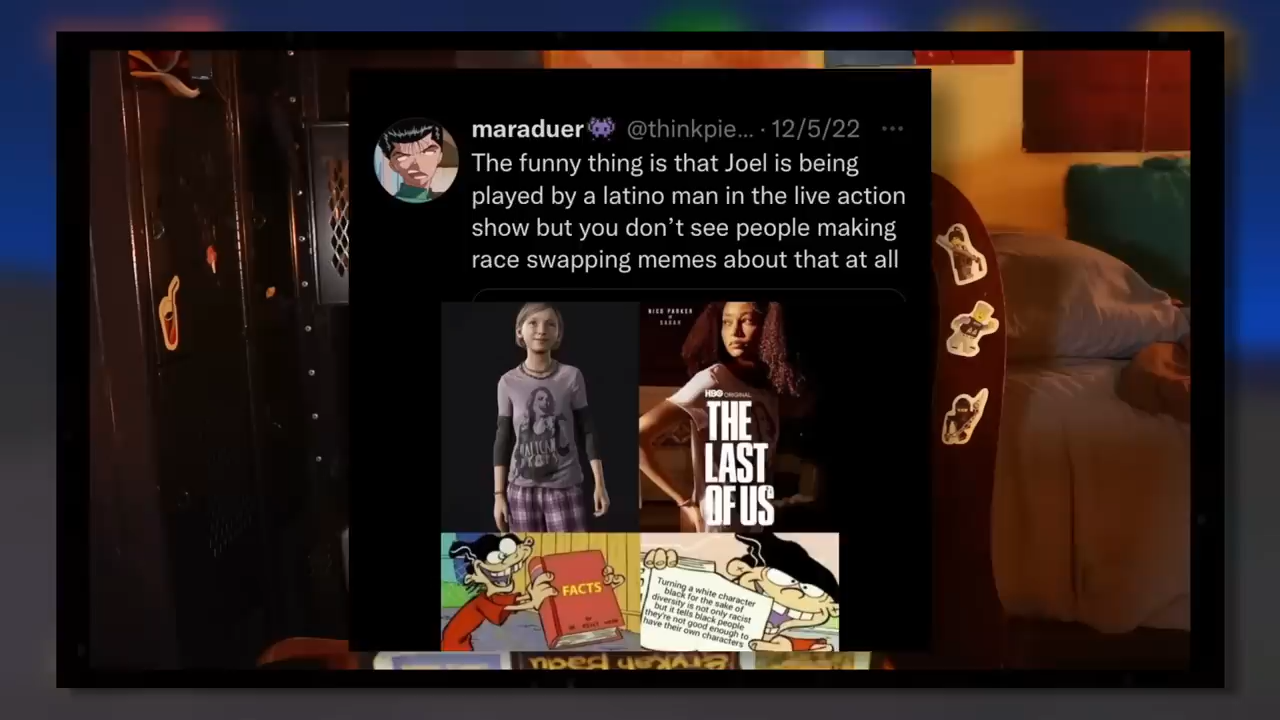 maraduer @thinkpie... · 12/5/22 ...
The funny thing is that Joel is being
played by a latino man in the live action
show but you don’t see people making
race swapping memes about that at all
NICO PARKER
SARAH
HBO ORIGINAL
THE
LAST
OF US
FACTS
Turning a white character
black for the sake of
diversity is not only racist
but it tells black people
they're not good enough to
have their own characters
Erykah Badu